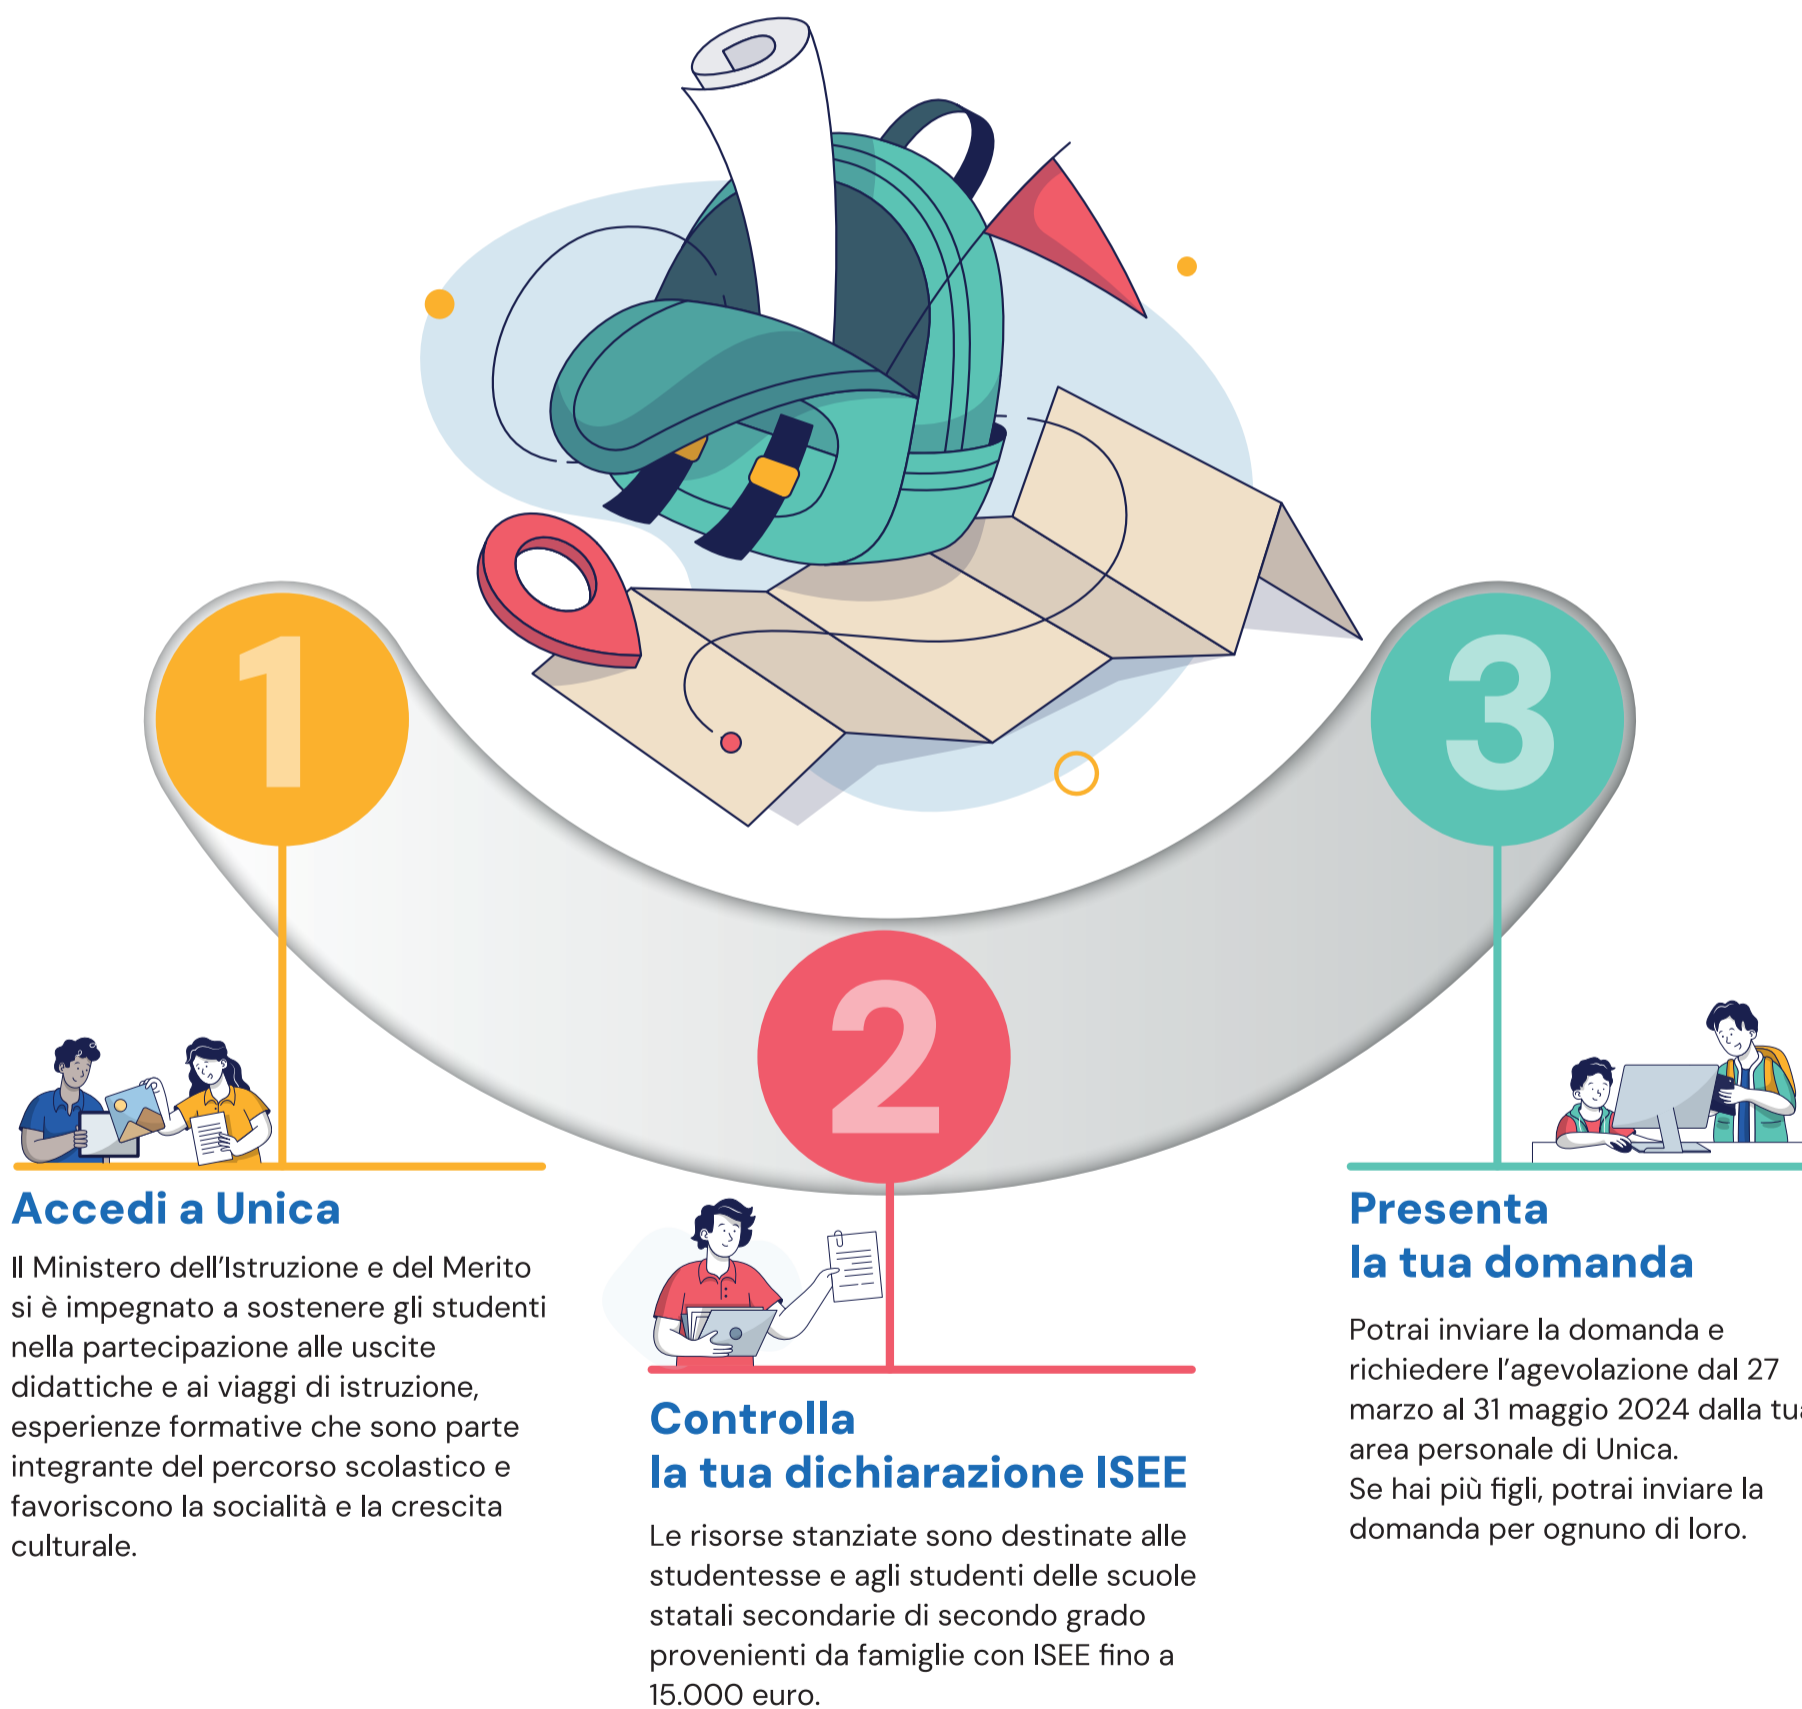 1
Accedi a Unica
Il Ministero dell'Istruzione e del Merito
si è impegnato a sostenere gli studenti
nella partecipazione alle uscite
didattiche e ai viaggi di istruzione,
esperienze formative che sono parte
integrante del percorso scolastico e
favoriscono la socialità e la crescita
culturale.
2
Controlla
la tua dichiarazione ISEE
Le risorse stanziate sono destinate alle
studentesse e agli studenti delle scuole
statali secondarie di secondo grado
provenienti da famiglie con ISEE fino a
15.000 euro.
3
Presenta
la tua domanda
Potrai inviare la domanda e
richiedere l'agevolazione dal 27
marzo al 31 maggio 2024 dalla tua
area personale di Unica.
Se hai più figli, potrai inviare la
domanda per ognuno di loro.